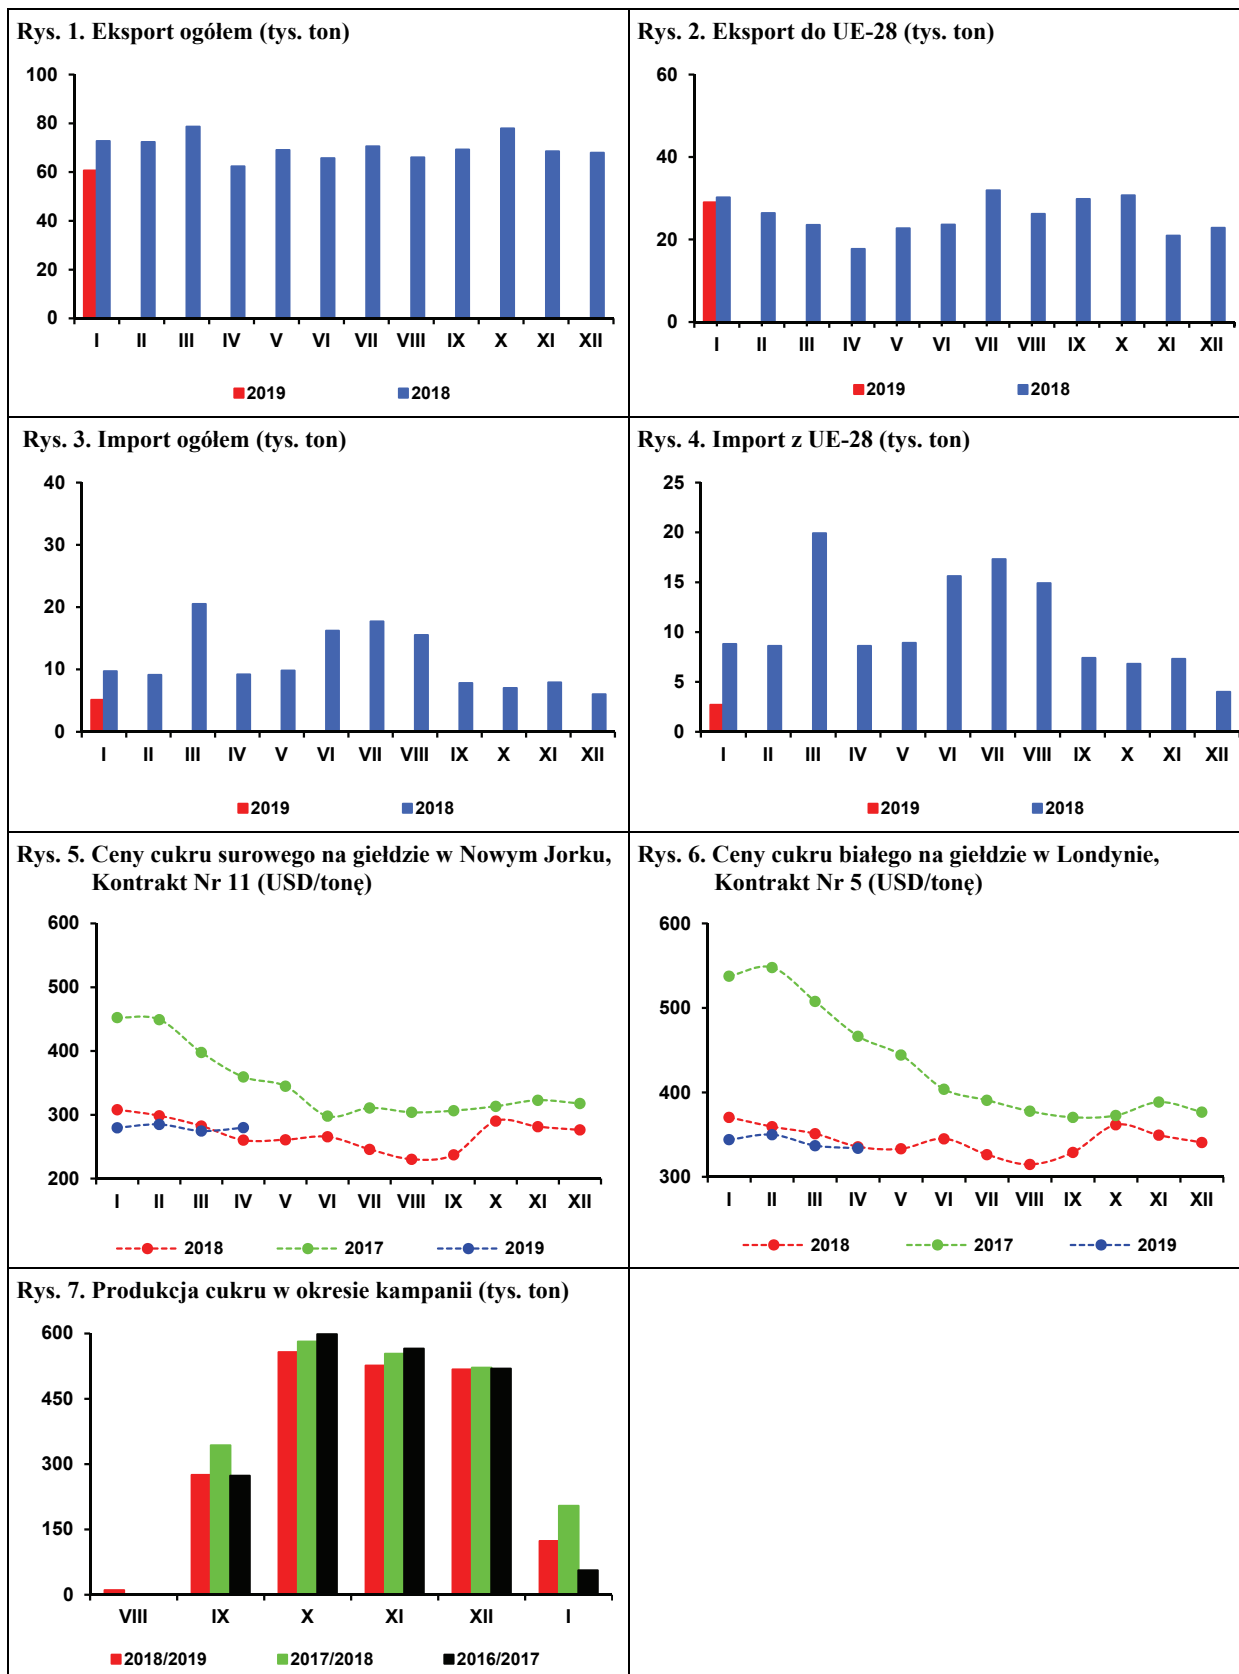 Rys. 1. Eksport ogółem (tys. ton)
100
80
60
40
20
0
I II III IV V VI VII VIII IX X XI XII
2019 2018
Rys. 2. Eksport do UE-28 (tys. ton)
60
40
20
0
I II III IV V VI VII VIII IX X XI XII
2019 2018
Rys. 3. Import ogółem (tys. ton)
40
30
20
10
0
I II III IV V VI VII VIII IX X XI XII
2019 2018
Rys. 4. Import z UE-28 (tys. ton)
25
20
15
10
5
0
I II III IV V VI VII VIII IX X XI XII
2019 2018
Rys. 5. Ceny cukru surowego na giełdzie w Nowym Jorku,
Kontrakt Nr 11 (USD/tonę)
600
500
400
300
200
I II III IV V VI VII VIII IX X XI XII
2018 2017 2019
Rys. 6. Ceny cukru białego na giełdzie w Londynie,
Kontrakt Nr 5 (USD/tonę)
600
500
400
300
I II III IV V VI VII VIII IX X XI XII
2018 2017 2019
Rys. 7. Produkcja cukru w okresie kampanii (tys. ton)
600
450
300
150
0
VIII IX X XI XII I
2018/2019 2017/2018 2016/2017